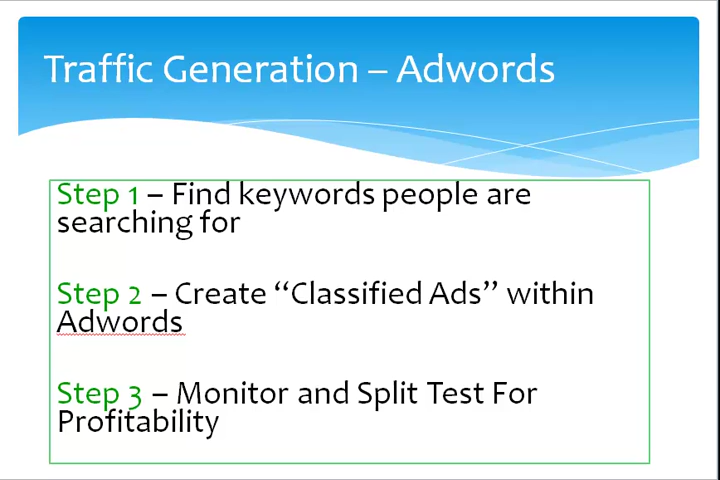 Traffic Generation – Adwords
Step 1 – Find keywords people are
searching for
Step 2 – Create “Classified Ads” within
Adwords
Step 3 – Monitor and Split Test For
Profitability